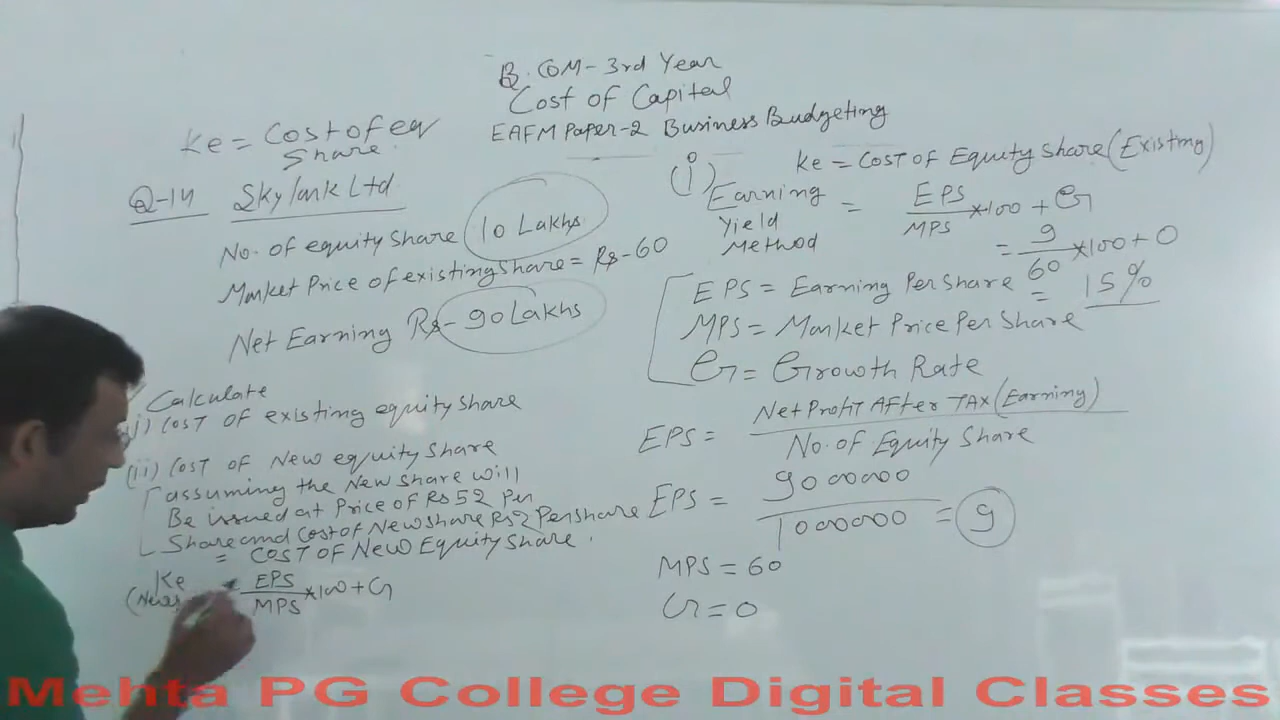 B.COM-3rd Year
Cost of Capital
EAFM Paper-2 Business Budgeting
Ke = Cost of eq
Share.
Q-14 Skylark Ltd
No. of equity share 10 Lakhs
Market Price of existing share = Rs-60
Net Earning Rs-90 Lakhs
Calculate
(i) Cost of existing equity share
(ii) Cost of New equity share
assuming the New share will
Be issued at Price of Rs 52 Per
Share and Cost of New share Rs 2 Per share
= COST OF New Equity Share.
Ke = EPS/MPS × 100 + G
(New)
Ke = COST OF Equity Share (Existing)
(i) Earning Yield Method = EPS/MPS × 100 + G
= 9/60 × 100 + 0
= 15%
EPS = Earning Per Share
MPS = Market Price Per Share
G = Growth Rate
EPS = Net Profit After TAX (Earning)
No. of Equity Share
EPS = 9000000/1000000 = 9
MPS = 60
G = 0
Mehta PG College Digital Classes